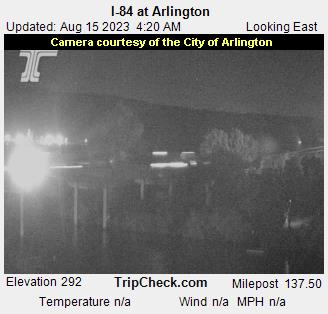 I-84 at Arlington
Updated: Aug 15 2023 4:20 AM Looking East
Camera courtesy of the City of Arlington
Elevation 292 TripCheck.com Milepost 137.50
Temperature n/a Wind n/a MPH n/a